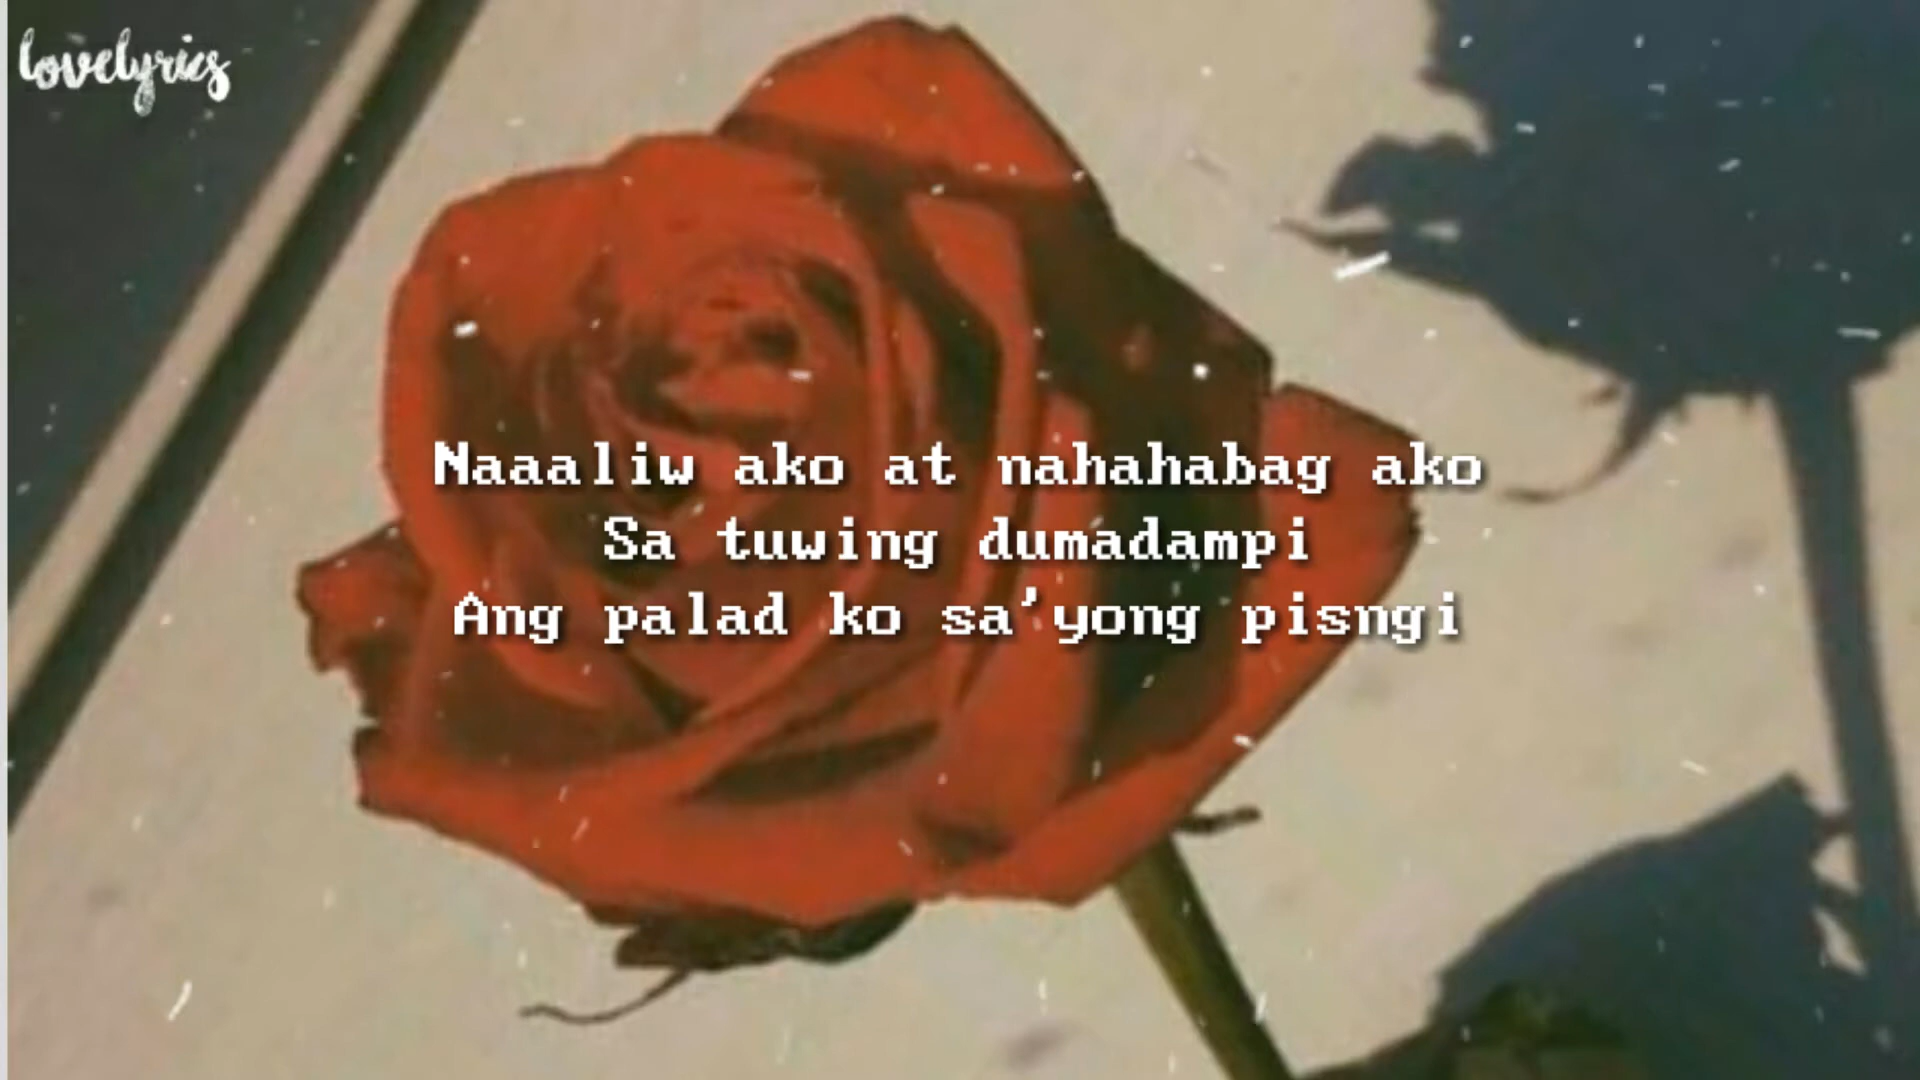 lovelyrics
Naaaliw ako at nahahabag ako
Sa tuwing dumadampi
Ang palad ko sa'yong pisngi